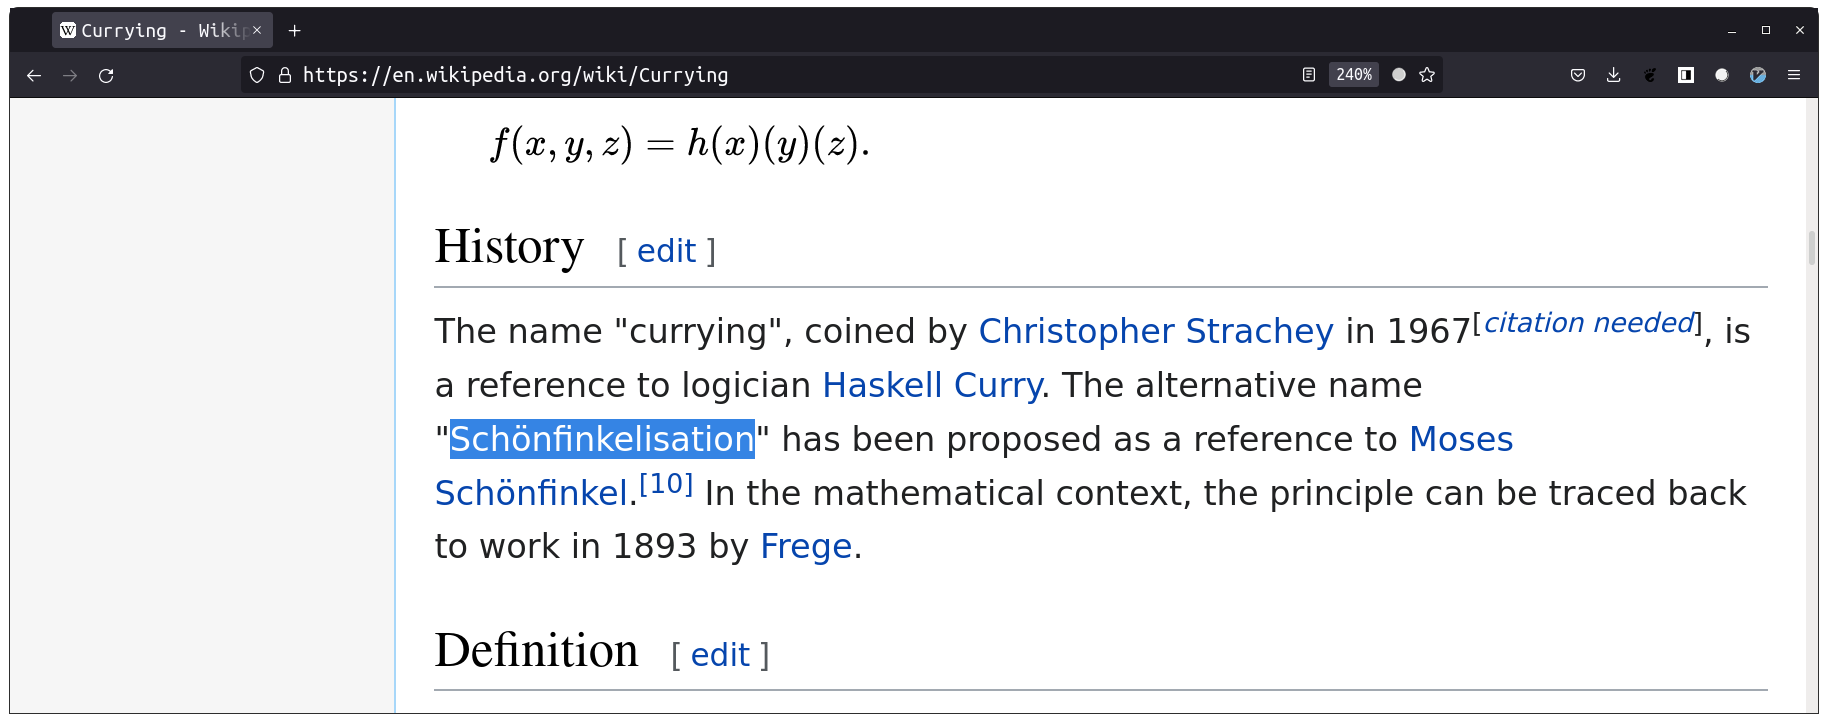 Currying - Wikip
https://en.wikipedia.org/wiki/Currying
240%
f(x, y, z) = h(x)(y)(z).
History [ edit ]
The name "currying", coined by Christopher Strachey in 1967[citation needed], is
a reference to logician Haskell Curry. The alternative name
"Schönfinkelisation" has been proposed as a reference to Moses
Schönfinkel.[10] In the mathematical context, the principle can be traced back
to work in 1893 by Frege.
Definition [ edit ]